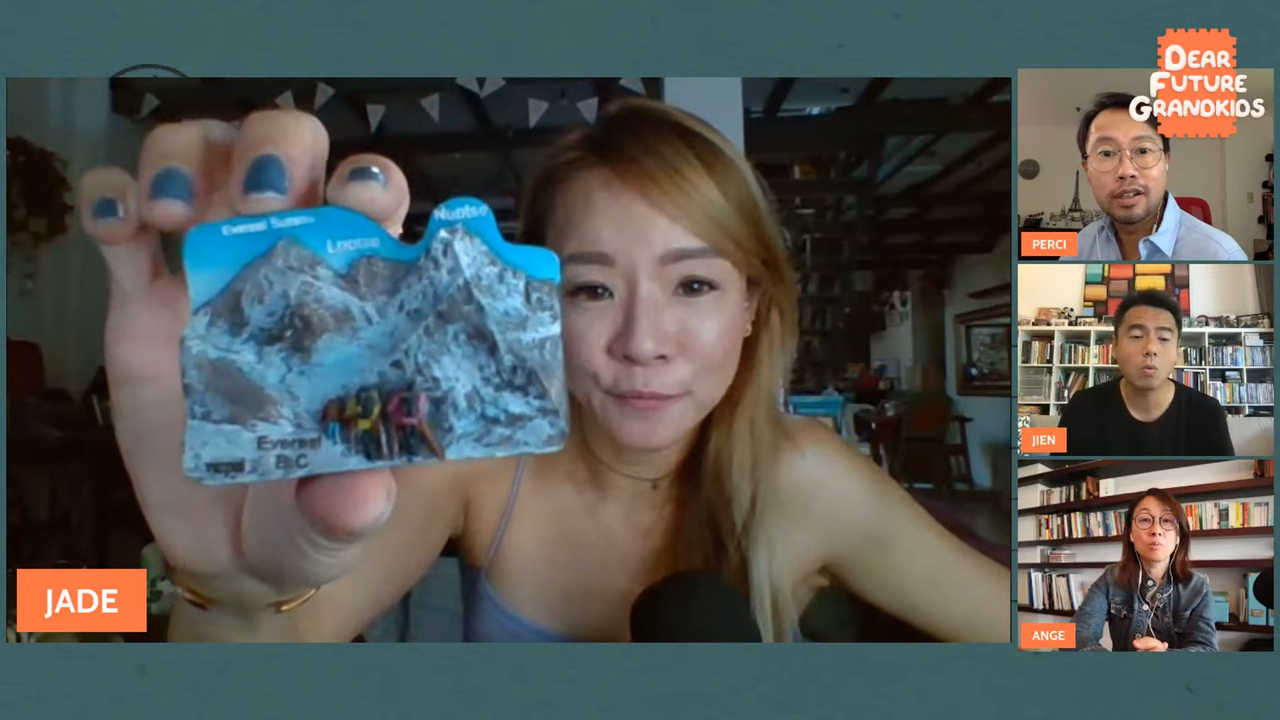 DEAR
FUTURE
GRANDKIDS
PERCI
Everest Summit
Lhotse
Nuptse
JIEN
Everest
B.C
JADE
ANGE